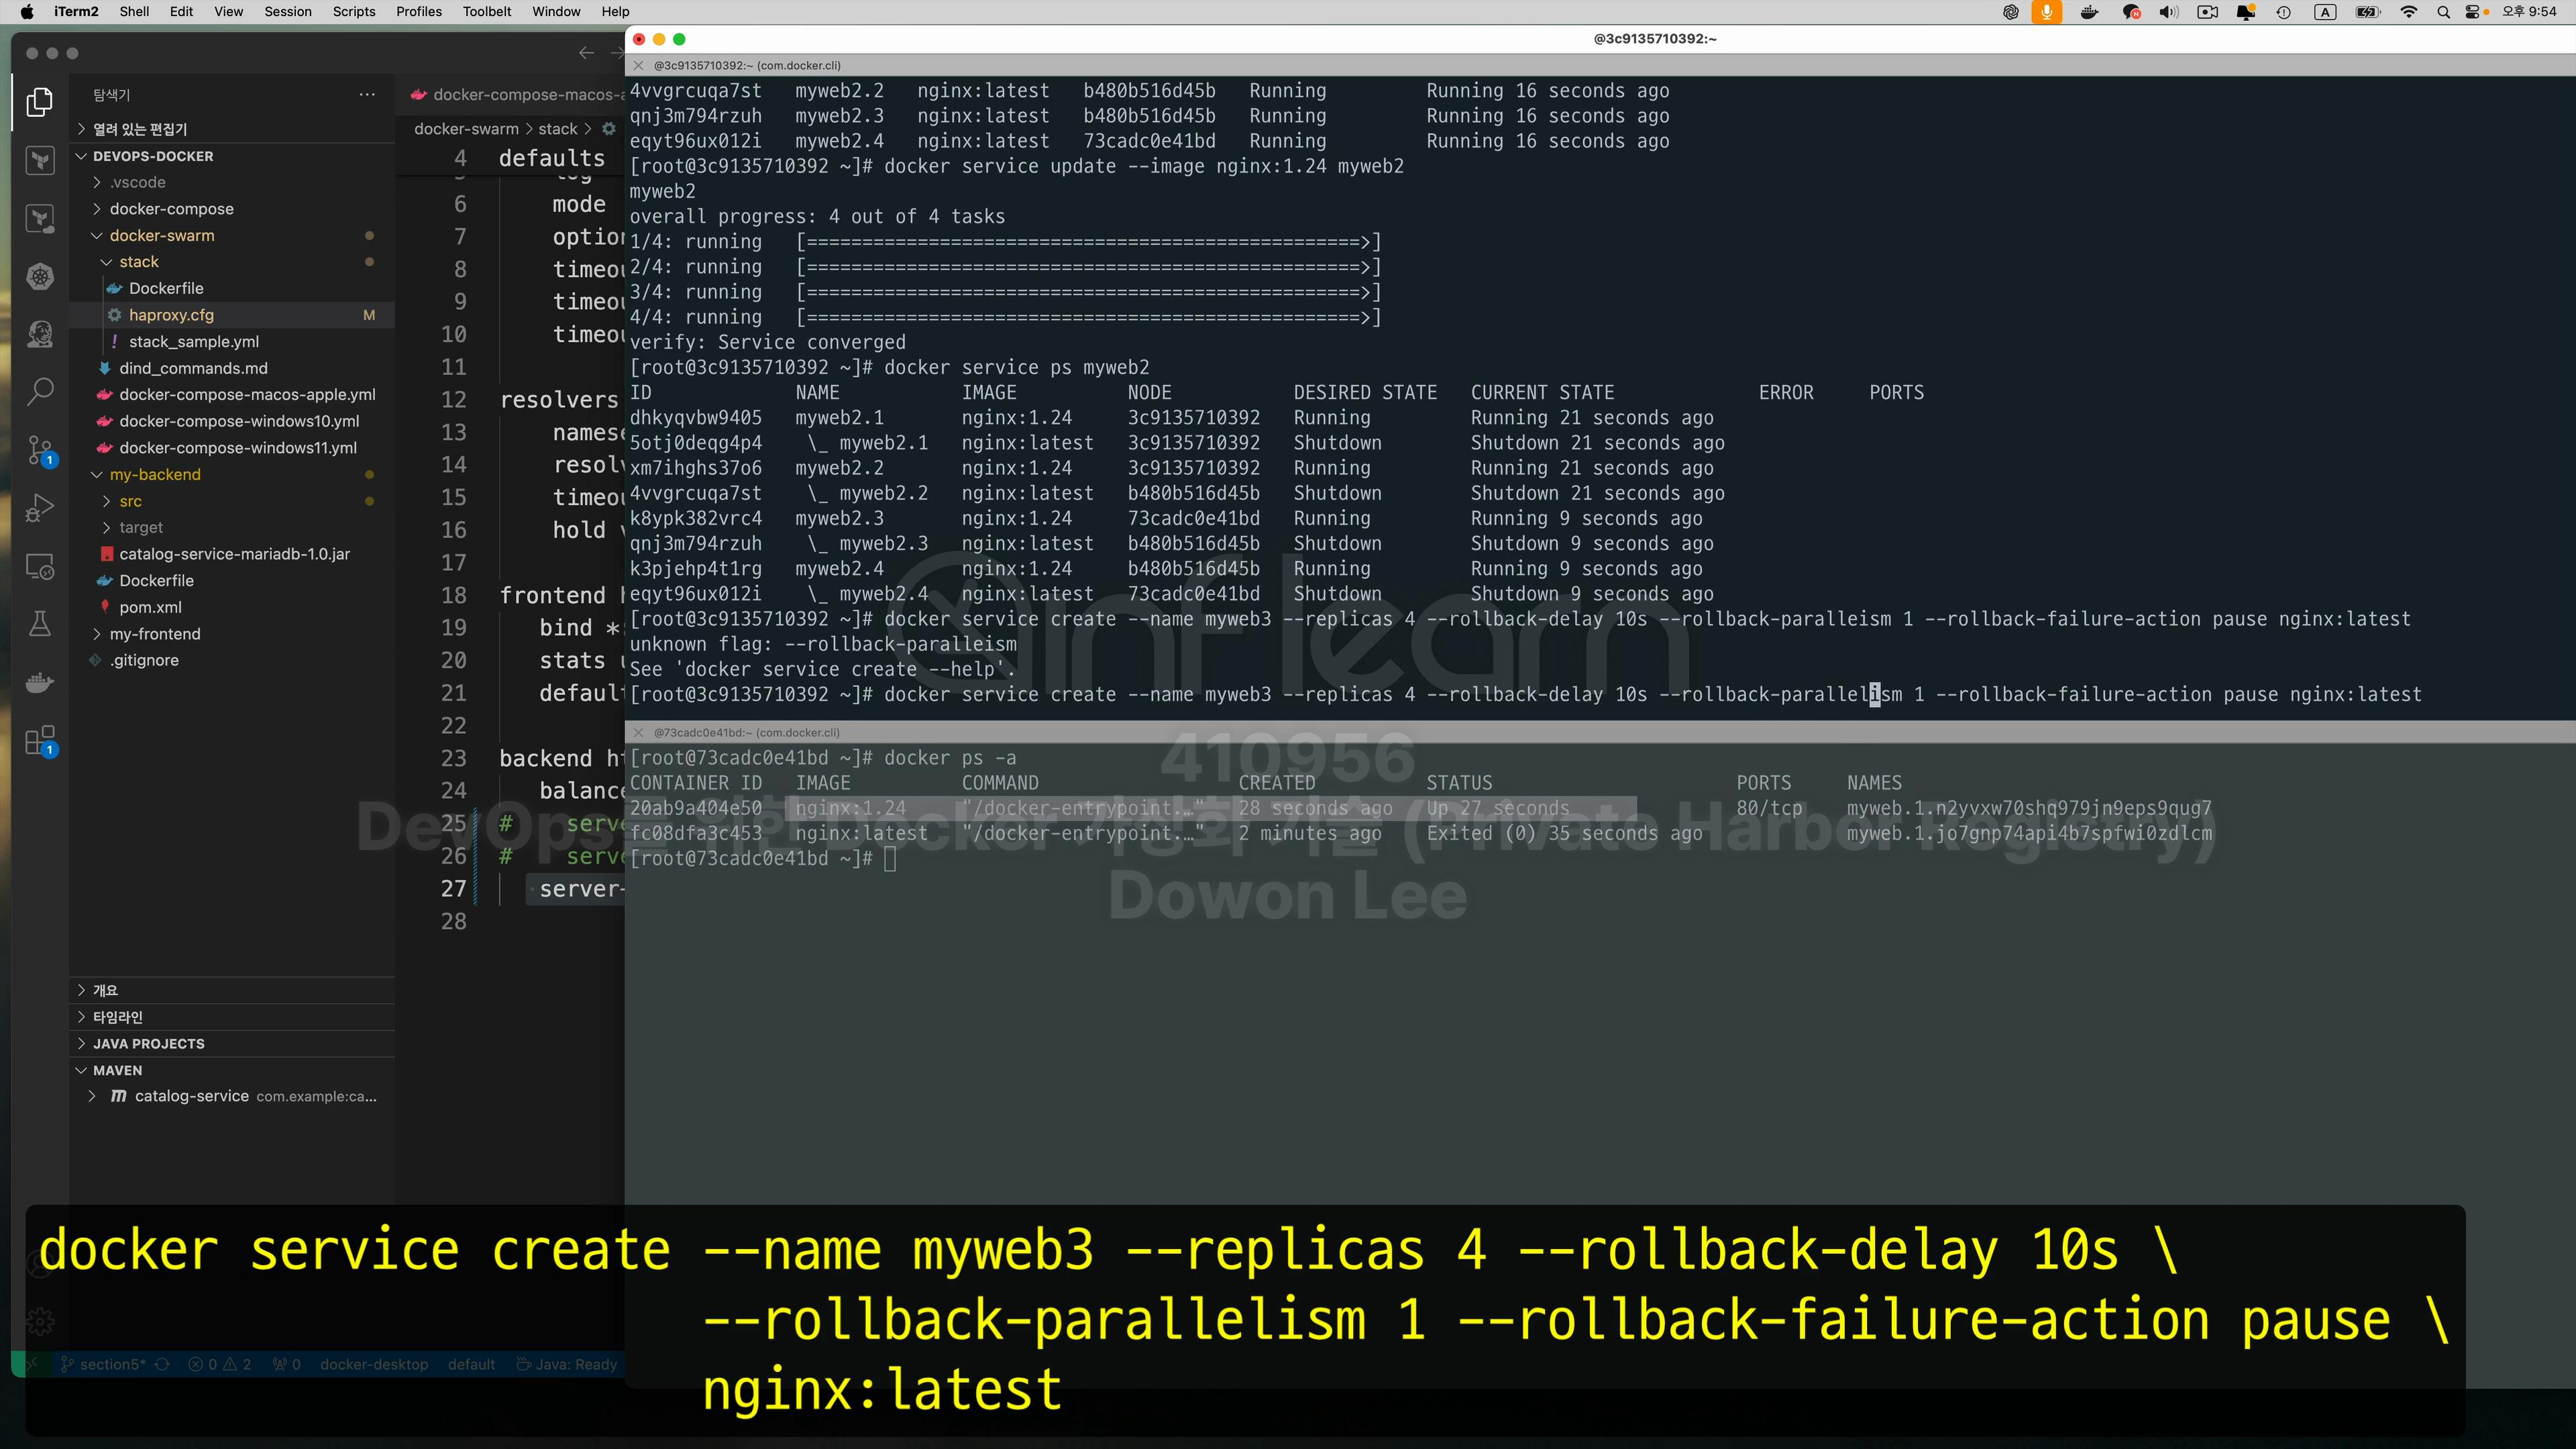 iTerm2 Shell Edit View Session Scripts Profiles Toolbelt Window Help
A 오후 9:54
탐색기 ...
열려 있는 편집기
DEVOPS-DOCKER
.vscode
docker-compose
docker-swarm
stack
Dockerfile
haproxy.cfg M
stack_sample.yml
dind_commands.md
docker-compose-macos-apple.yml
docker-compose-windows10.yml
docker-compose-windows11.yml
my-backend
src
target
catalog-service-mariadb-1.0.jar
Dockerfile
pom.xml
my-frontend
.gitignore
개요
타임라인
JAVA PROJECTS
MAVEN
catalog-service com.example:ca...
1
1
docker-compose-macos-a
docker-swarm > stack >
4 defaults
6 mode
7 option
8 timeou
9 timeou
10 timeou
11
12 resolvers
13 namese
14 resolv
15 timeou
16 hold v
17
18 frontend h
19 bind *:
20 stats u
21 default
22
23 backend ht
24 balance
25 # serve
26 # serve
27 server-
28
section5* 0 2 0 docker-desktop default Java: Ready
@3c9135710392:~
@3c9135710392:~ (com.docker.cli)
4vvgrcuqa7st myweb2.2 nginx:latest b480b516d45b Running Running 16 seconds ago
qnj3m794rzuh myweb2.3 nginx:latest b480b516d45b Running Running 16 seconds ago
eqyt96ux012i myweb2.4 nginx:latest 73cadc0e41bd Running Running 16 seconds ago
[root@3c9135710392 ~]# docker service update --image nginx:1.24 myweb2
myweb2
overall progress: 4 out of 4 tasks
1/4: running [==================================================>]
2/4: running [==================================================>]
3/4: running [==================================================>]
4/4: running [==================================================>]
verify: Service converged
[root@3c9135710392 ~]# docker service ps myweb2
ID NAME IMAGE NODE DESIRED STATE CURRENT STATE ERROR PORTS
dhkyqvbw9405 myweb2.1 nginx:1.24 3c9135710392 Running Running 21 seconds ago
5otj0deqg4p4 \_ myweb2.1 nginx:latest 3c9135710392 Shutdown Shutdown 21 seconds ago
xm7ihghs37o6 myweb2.2 nginx:1.24 3c9135710392 Running Running 21 seconds ago
4vvgrcuqa7st \_ myweb2.2 nginx:latest b480b516d45b Shutdown Shutdown 21 seconds ago
k8ypk382vrc4 myweb2.3 nginx:1.24 73cadc0e41bd Running Running 9 seconds ago
qnj3m794rzuh \_ myweb2.3 nginx:latest b480b516d45b Shutdown Shutdown 9 seconds ago
k3pjehp4t1rg myweb2.4 nginx:1.24 b480b516d45b Running Running 9 seconds ago
eqyt96ux012i \_ myweb2.4 nginx:latest 73cadc0e41bd Shutdown Shutdown 9 seconds ago
[root@3c9135710392 ~]# docker service create --name myweb3 --replicas 4 --rollback-delay 10s --rollback-paralleism 1 --rollback-failure-action pause nginx:latest
unknown flag: --rollback-paralleism
See 'docker service create --help'.
[root@3c9135710392 ~]# docker service create --name myweb3 --replicas 4 --rollback-delay 10s --rollback-parallelism 1 --rollback-failure-action pause nginx:latest
@73cadc0e41bd:~ (com.docker.cli)
[root@73cadc0e41bd ~]# docker ps -a
CONTAINER ID IMAGE COMMAND CREATED STATUS PORTS NAMES
20ab9a404e50 nginx:1.24 "/docker-entrypoint.…" 28 seconds ago Up 27 seconds 80/tcp myweb.1.n2yvxw70shq979jn9eps9qug7
fc08dfa3c453 nginx:latest "/docker-entrypoint.…" 2 minutes ago Exited (0) 35 seconds ago myweb.1.jo7gnp74api4b7spfwi0zdlcm
[root@73cadc0e41bd ~]#
inflearn
410956
DevOps를 위한 Docker 가상화 기술 (Private Harbor Registry)
Dowon Lee
docker service create --name myweb3 --replicas 4 --rollback-delay 10s \
--rollback-parallelism 1 --rollback-failure-action pause \
nginx:latest